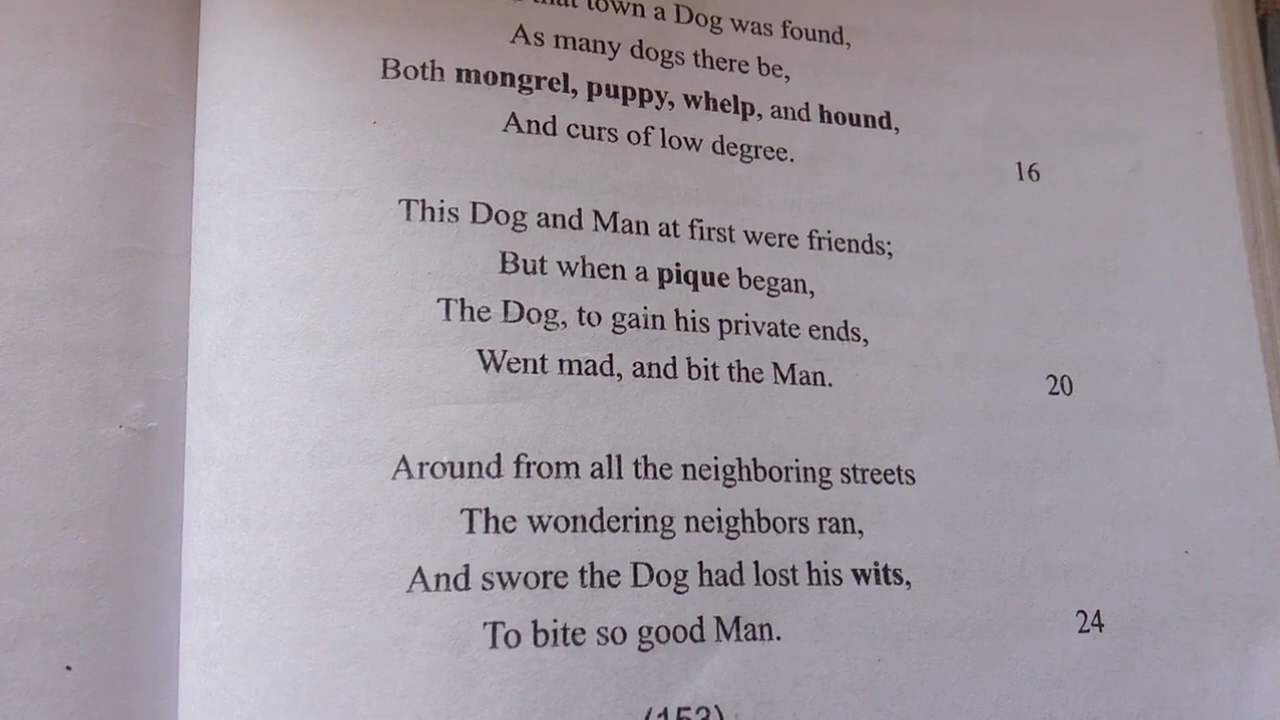 that town a Dog was found,
As many dogs there be,
Both mongrel, puppy, whelp, and hound,
And curs of low degree.
16
This Dog and Man at first were friends;
But when a pique began,
The Dog, to gain his private ends,
Went mad, and bit the Man.
20
Around from all the neighboring streets
The wondering neighbors ran,
And swore the Dog had lost his wits,
To bite so good Man.
24
(153)